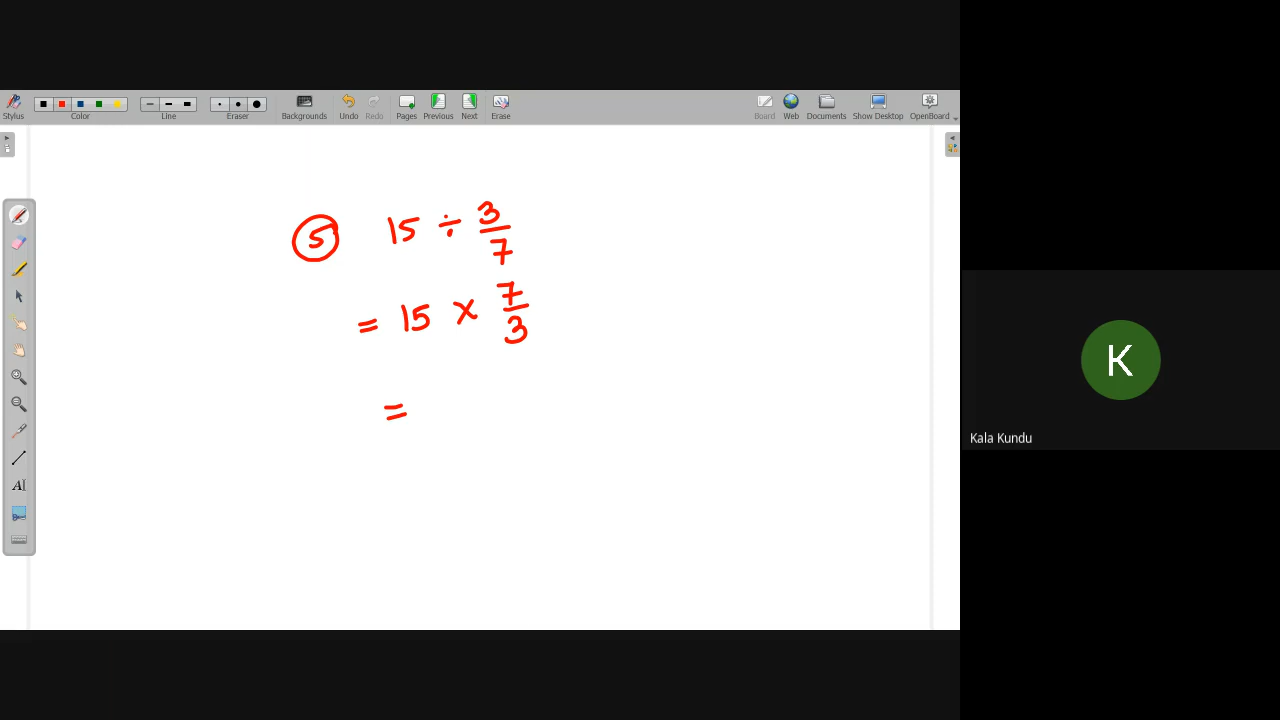 Stylus Color Line Eraser Backgrounds Undo Redo Pages Previous Next Erase Board Web Documents Show Desktop OpenBoard
5 15 ÷ 3/7
= 15 × 7/3
=
AI
K
Kala Kundu